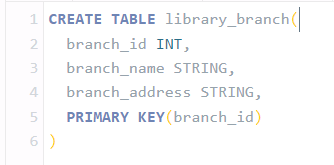 1 CREATE TABLE library_branch(
2 branch_id INT,
3 branch_name STRING,
4 branch_address STRING,
5 PRIMARY KEY(branch_id)
6 )